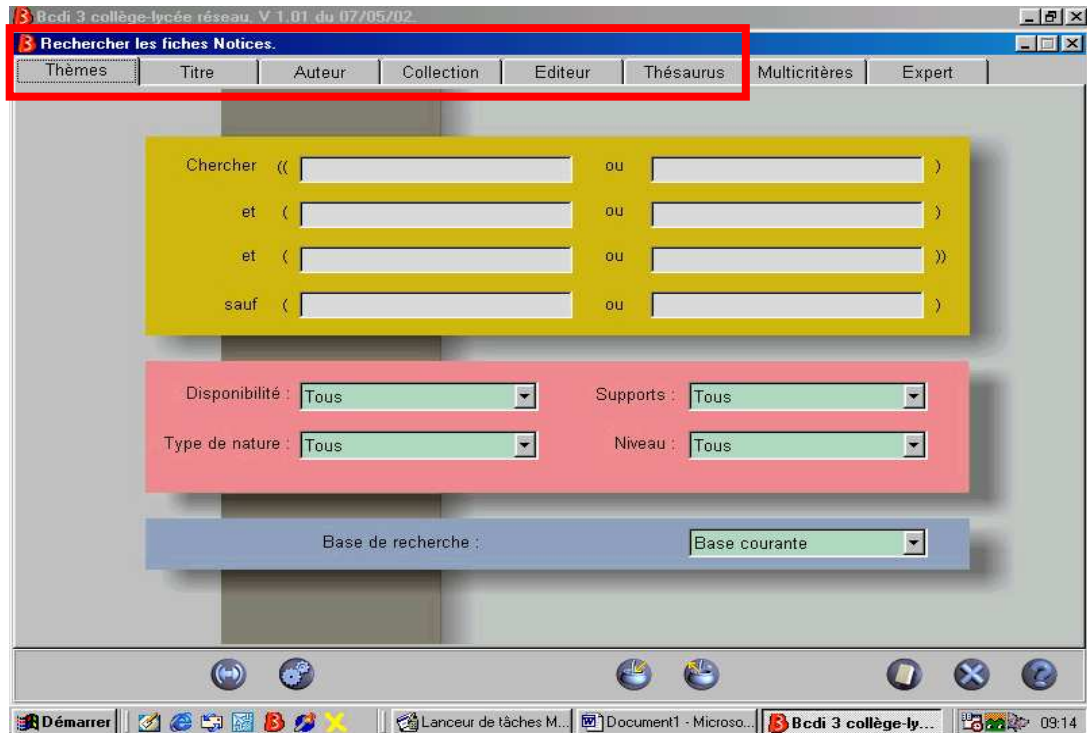 Bcdi 3 collège-lycée réseau, V 1.01 du 07/05/02.
Rechercher les fiches Notices.
Thèmes Titre Auteur Collection Editeur Thésaurus Multicritères Expert
Chercher (( ou )
et ( ou )
et ( ou ))
sauf ( ou )
Disponibilité : Tous Supports : Tous
Type de nature : Tous Niveau : Tous
Base de recherche : Base courante
Démarrer Lanceur de tâches M... Document1 - Microso... Bcdi 3 collège-ly... 09:14